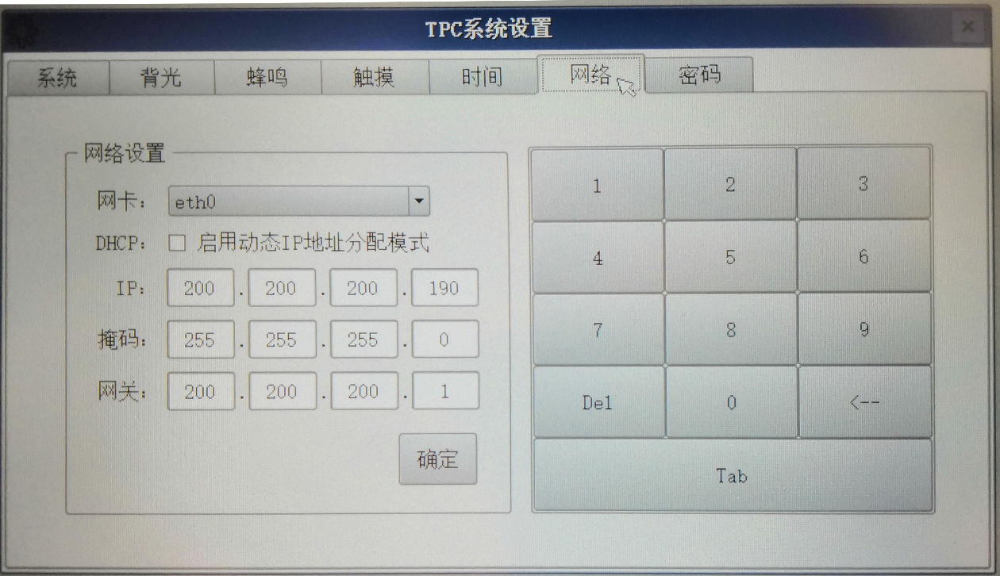 TPC系统设置
系统 背光 蜂鸣 触摸 时间 网络 密码
网络设置
网卡: eth0
DHCP: 启用动态IP地址分配模式
IP: 200 . 200 . 200 . 190
掩码: 255 . 255 . 255 . 0
网关: 200 . 200 . 200 . 1
确定
1 2 3
4 5 6
7 8 9
Del 0 <--
Tab